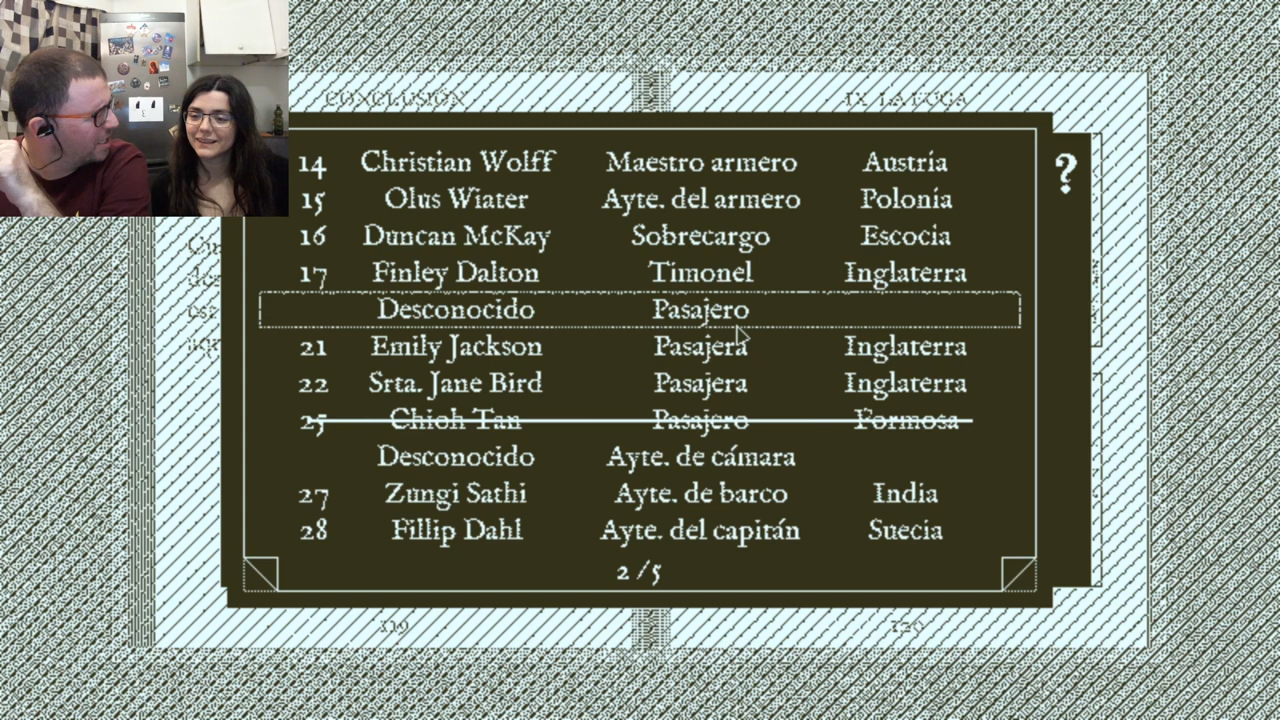 CONCLUSIÓN
IX LA FUGA
14 Christian Wolff Maestro armero Austria
15 Olus Wiater Ayte. del armero Polonia
16 Duncan McKay Sobrecargo Escocia
17 Finley Dalton Timonel Inglaterra
Desconocido Pasajero
21 Emily Jackson Pasajera Inglaterra
22 Srta. Jane Bird Pasajera Inglaterra
25 Chioh Tan Pasajero Formosa
Desconocido Ayte. de cámara
27 Zungi Sathi Ayte. de barco India
28 Fillip Dahl Ayte. del capitán Suecia
2 / 5
?
119
120